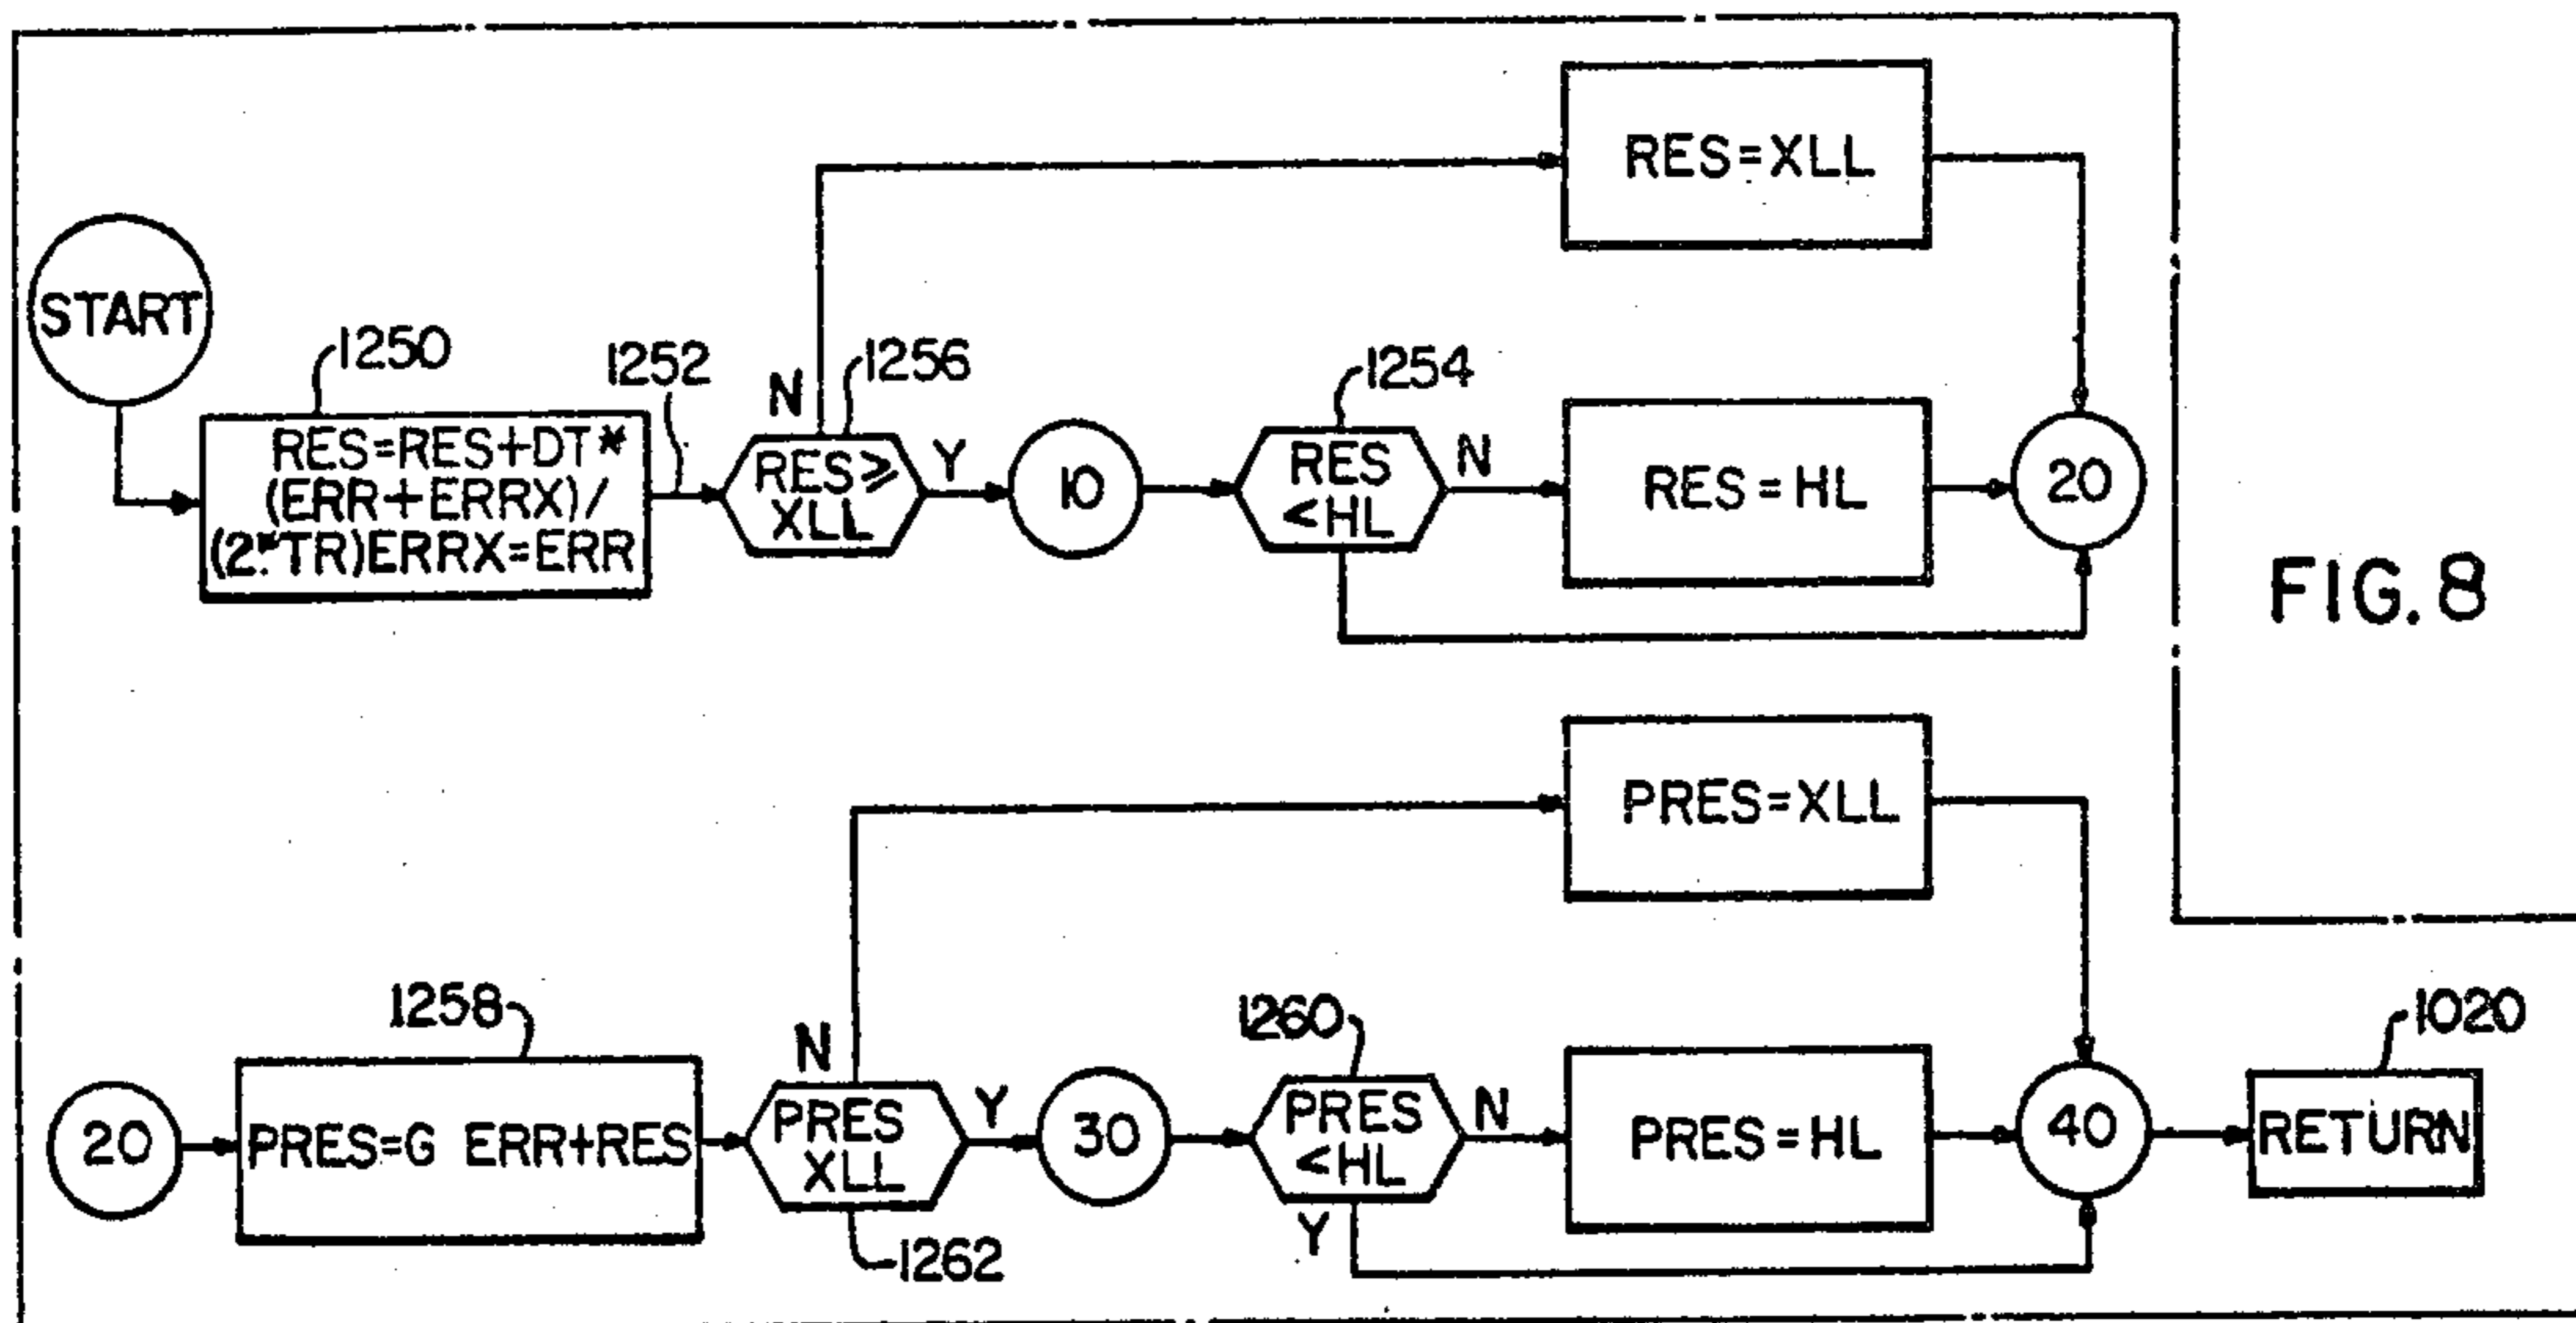 START
1250
RES=RES+DT*
(ERR+ERRX)/
(2*TR)ERRX=ERR
1252
N
1256
RES≥
XLL
Y
10
1254
RES
<HL
N
RES=XLL
RES=HL
20
FIG. 8
20
1258
PRES=G ERR+RES
N
PRES
XLL
1262
Y
30
1260
PRES
<HL
N
Y
PRES=XLL
PRES=HL
40
1020
RETURN